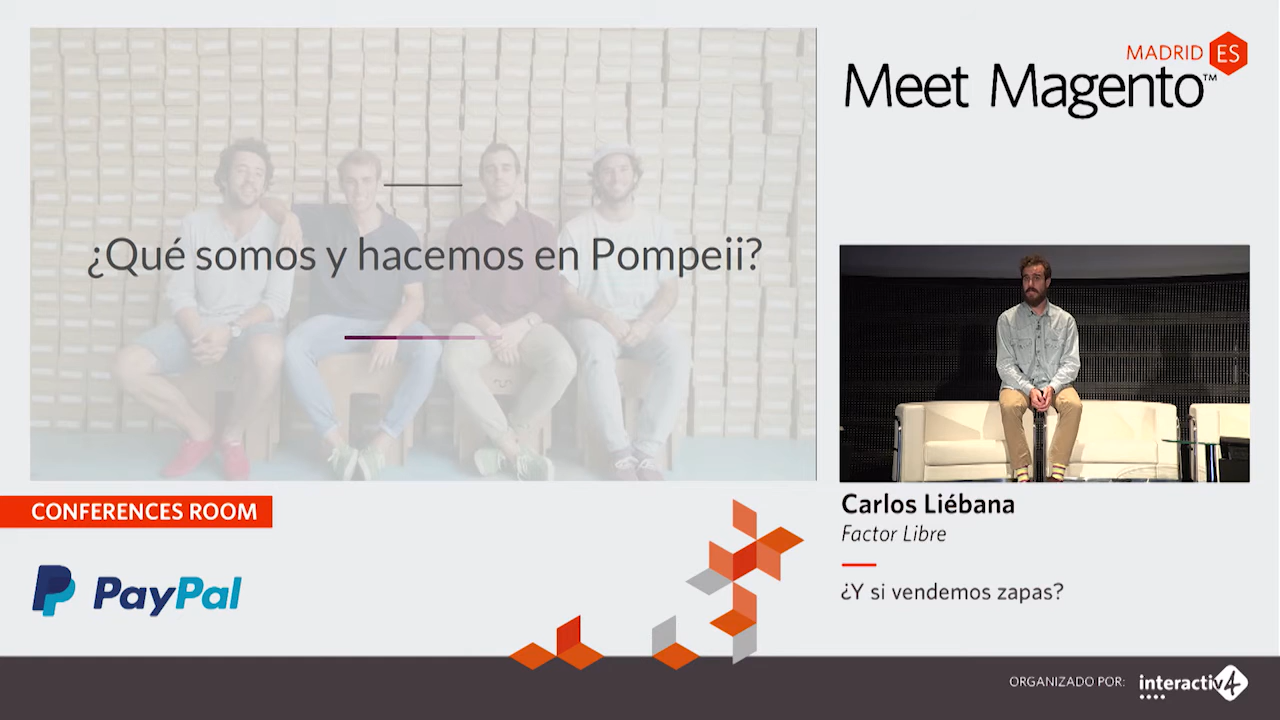 ¿Qué somos y hacemos en Pompeii?
MADRID ES
Meet Magento™
CONFERENCES ROOM
PayPal
Carlos Liébana
Factor Libre
¿Y si vendemos zapas?
ORGANIZADO POR: interactiv4